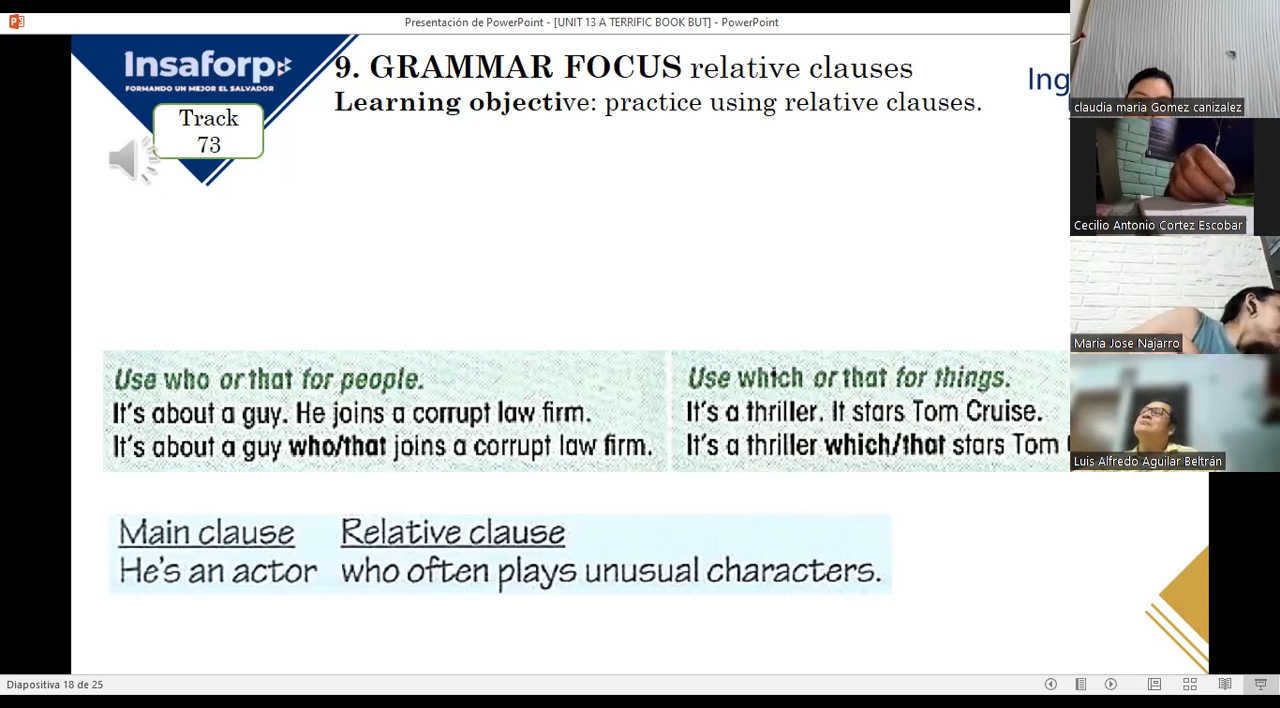 Presentación de PowerPoint - [UNIT 13 A TERRIFIC BOOK BUT] - PowerPoint
Insaforp
FORMANDO UN MEJOR EL SALVADOR
9. GRAMMAR FOCUS relative clauses
Learning objective: practice using relative clauses.
Ing
Track
73
Use who or that for people.
It's about a guy. He joins a corrupt law firm.
It's about a guy who/that joins a corrupt law firm.
Use which or that for things.
It's a thriller. It stars Tom Cruise.
It's a thriller which/that stars Tom
Main clause Relative clause
He's an actor who often plays unusual characters.
claudia maria Gomez canizalez
Cecilio Antonio Cortez Escobar
Maria Jose Najarro
Luis Alfredo Aguilar Beltrán
Diapositiva 18 de 25